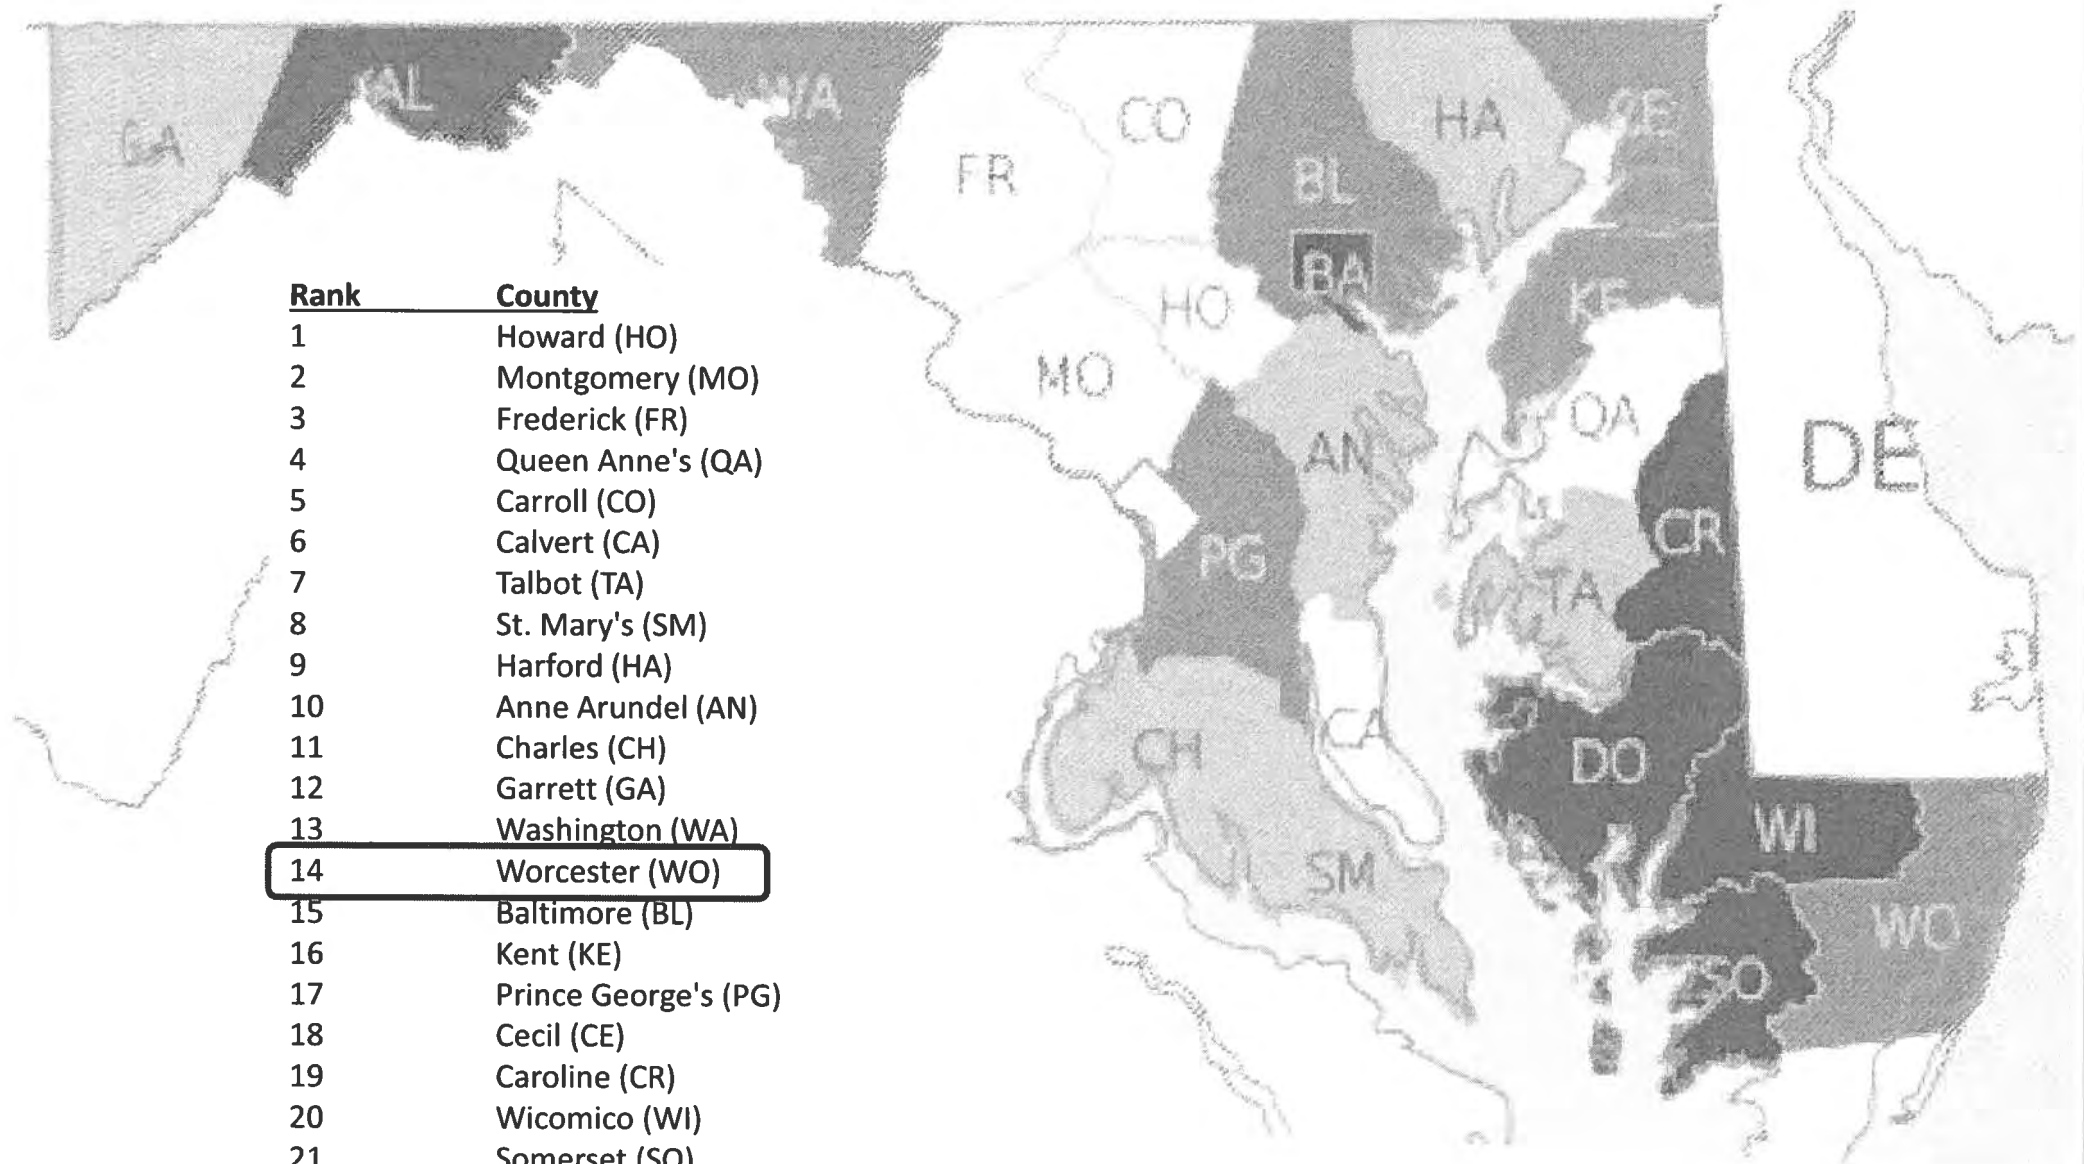 GA
AL
WA
FR
CO
BL
HA
CE
BA
KE
HO
MO
QA
AN
DE
CR
PG
TA
CH
CA
DO
WI
SM
WO
SO
Rank County
1 Howard (HO)
2 Montgomery (MO)
3 Frederick (FR)
4 Queen Anne's (QA)
5 Carroll (CO)
6 Calvert (CA)
7 Talbot (TA)
8 St. Mary's (SM)
9 Harford (HA)
10 Anne Arundel (AN)
11 Charles (CH)
12 Garrett (GA)
13 Washington (WA)
14 Worcester (WO)
15 Baltimore (BL)
16 Kent (KE)
17 Prince George's (PG)
18 Cecil (CE)
19 Caroline (CR)
20 Wicomico (WI)
21 Somerset (SO)